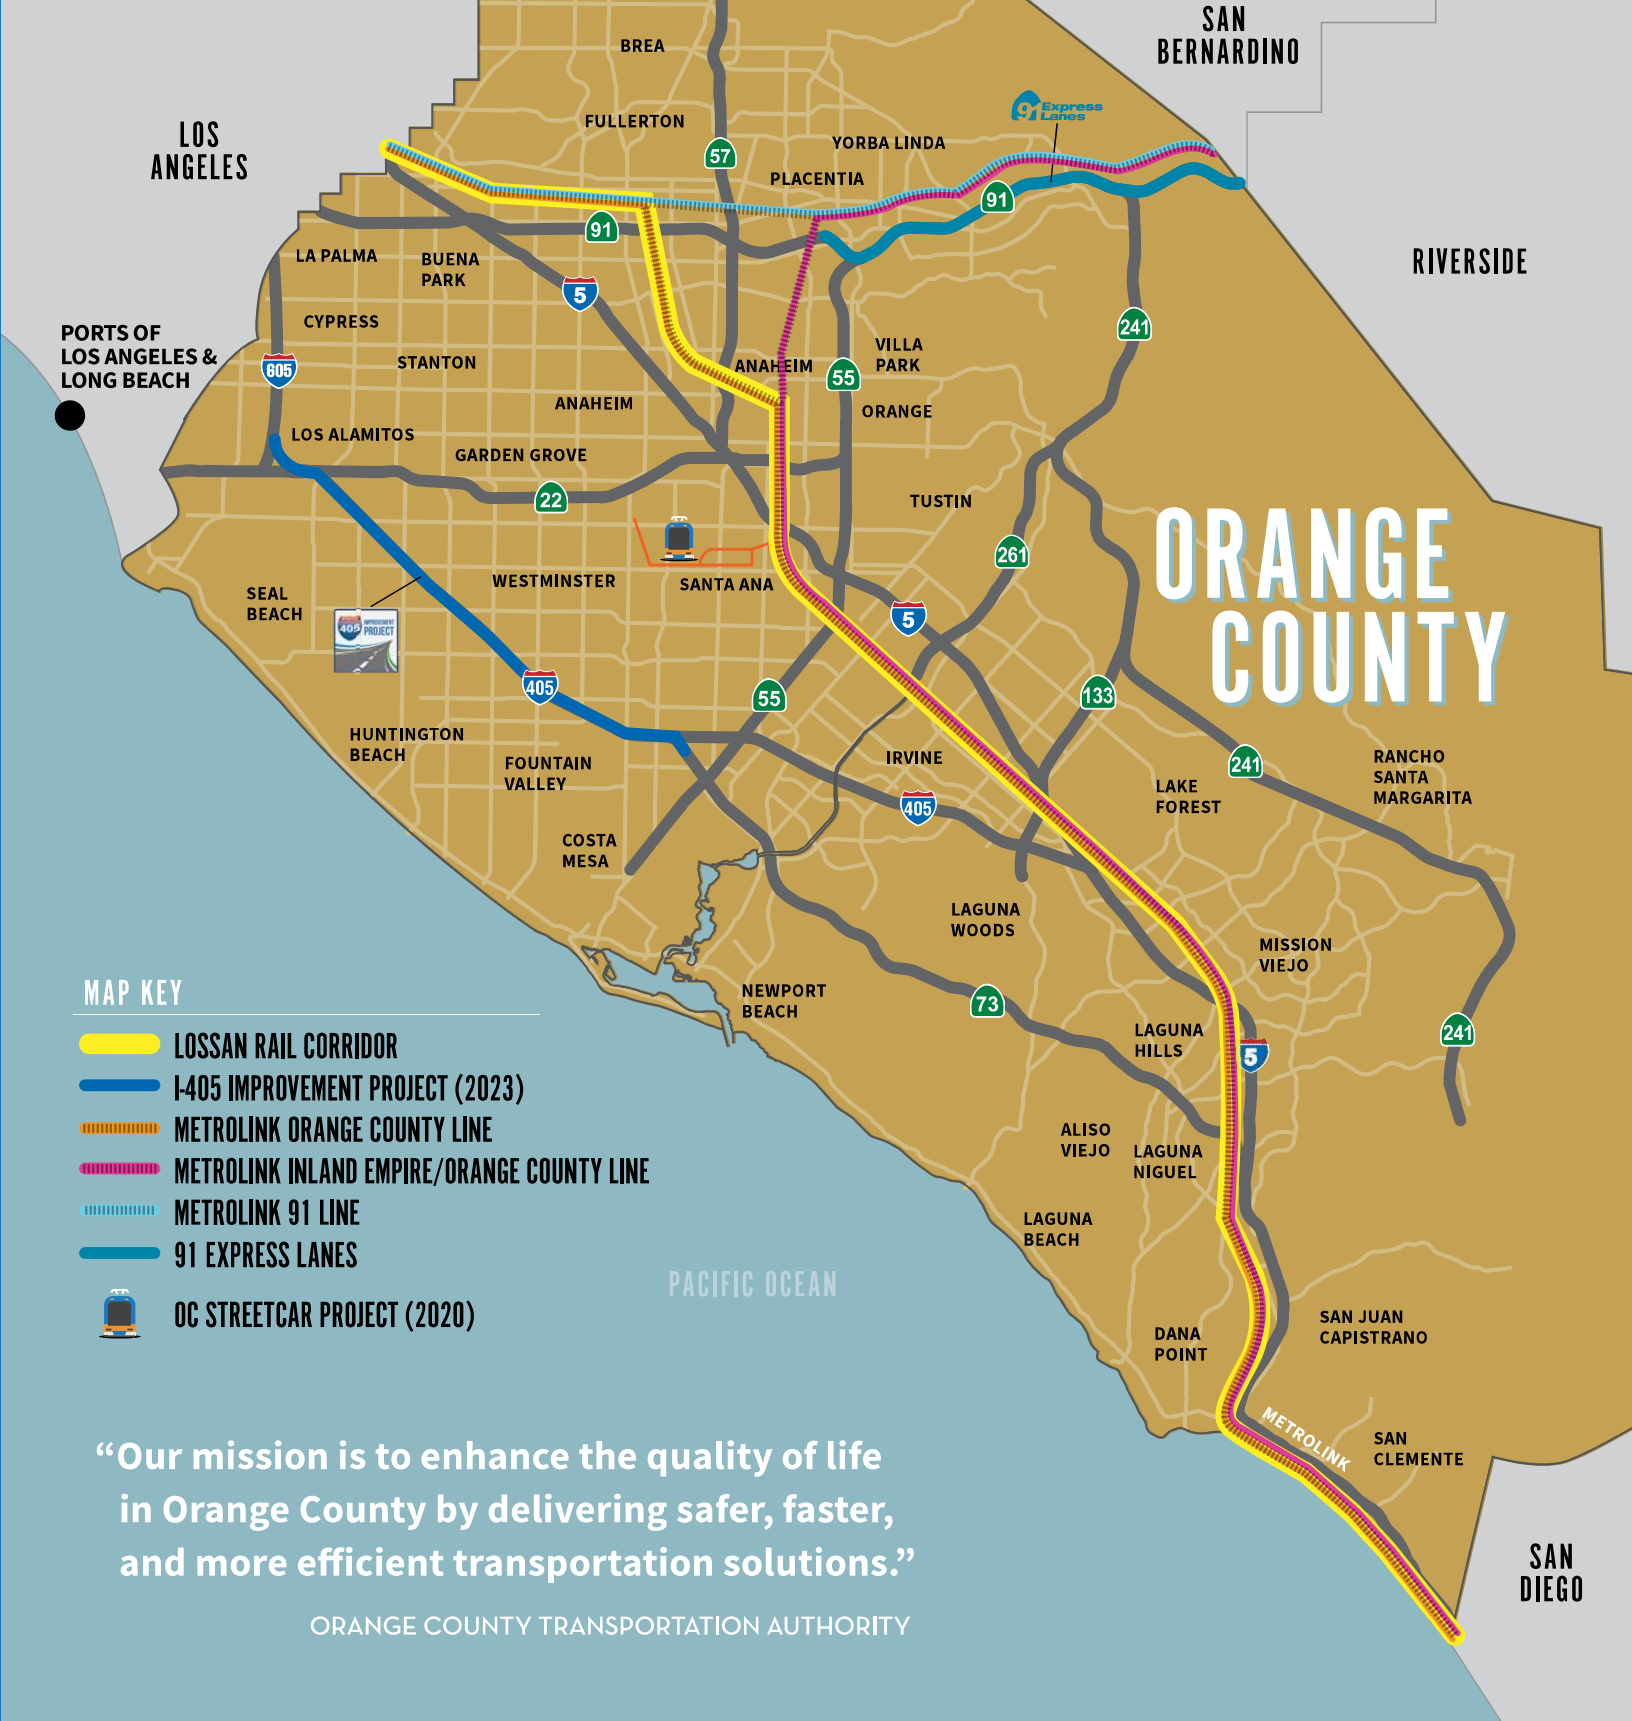 SAN
BERNARDINO
BREA
LOS
ANGELES
FULLERTON
57
YORBA LINDA
91 Express
Lanes
PLACENTIA
91
91
LA PALMA
BUENA
PARK
RIVERSIDE
5
CYPRESS
241
PORTS OF
LOS ANGELES &
LONG BEACH
605
STANTON
ANAHEIM
VILLA
PARK
55
ANAHEIM
ORANGE
LOS ALAMITOS
GARDEN GROVE
22
TUSTIN
ORANGE
COUNTY
261
WESTMINSTER
SANTA ANA
SEAL
BEACH
405
IMPROVEMENT
PROJECT
5
405
55
133
HUNTINGTON
BEACH
FOUNTAIN
VALLEY
IRVINE
241
RANCHO
SANTA
MARGARITA
LAKE
FOREST
405
COSTA
MESA
LAGUNA
WOODS
MISSION
VIEJO
NEWPORT
BEACH
73
LAGUNA
HILLS
5
241
ALISO
VIEJO
LAGUNA
NIGUEL
LAGUNA
BEACH
PACIFIC OCEAN
DANA
POINT
SAN JUAN
CAPISTRANO
METROLINK
SAN
CLEMENTE
SAN
DIEGO
MAP KEY
LOSSAN RAIL CORRIDOR
I-405 IMPROVEMENT PROJECT (2023)
METROLINK ORANGE COUNTY LINE
METROLINK INLAND EMPIRE/ORANGE COUNTY LINE
METROLINK 91 LINE
91 EXPRESS LANES
OC STREETCAR PROJECT (2020)
“Our mission is to enhance the quality of life
in Orange County by delivering safer, faster,
and more efficient transportation solutions.”
ORANGE COUNTY TRANSPORTATION AUTHORITY